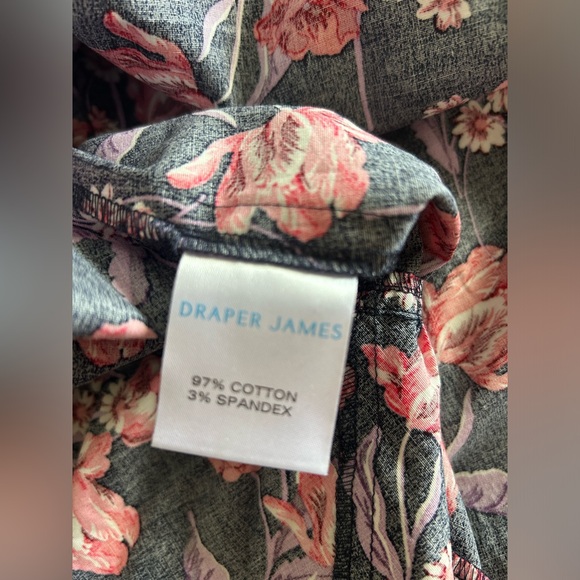 DRAPER JAMES
97% COTTON
3% SPANDEX